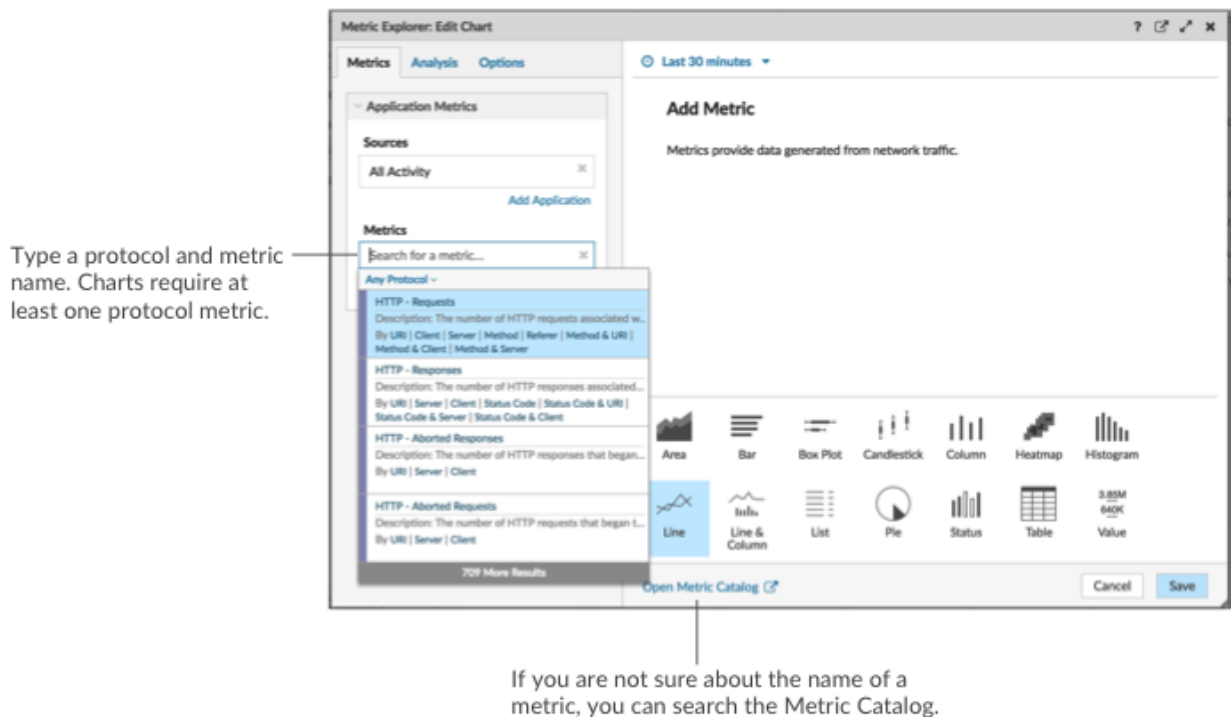 Metric Explorer: Edit Chart
?
Metrics Analysis Options
Last 30 minutes
Application Metrics
Sources
All Activity
Add Application
Metrics
Search for a metric...
Any Protocol
HTTP - Requests
Description: The number of HTTP requests associated w..
By URI | Client | Server | Method | Referer | Method & URI |
Method & Client | Method & Server
HTTP - Responses
Description: The number of HTTP responses associated...
By URI | Server | Client | Status Code | Status Code & URI |
Status Code & Server | Status Code & Client
HTTP - Aborted Responses
Description: The number of HTTP responses that began...
By URI | Server | Client
HTTP - Aborted Requests
Description: The number of HTTP requests that began t...
By URI | Server | Client
709 More Results
Type a protocol and metric
name. Charts require at
least one protocol metric.
Add Metric
Metrics provide data generated from network traffic.
Area Bar Box Plot Candlestick Column Heatmap Histogram
3.85M
640K
Line Line & List Pie Status Table Value
Column
Open Metric Catalog
Cancel Save
If you are not sure about the name of a
metric, you can search the Metric Catalog.